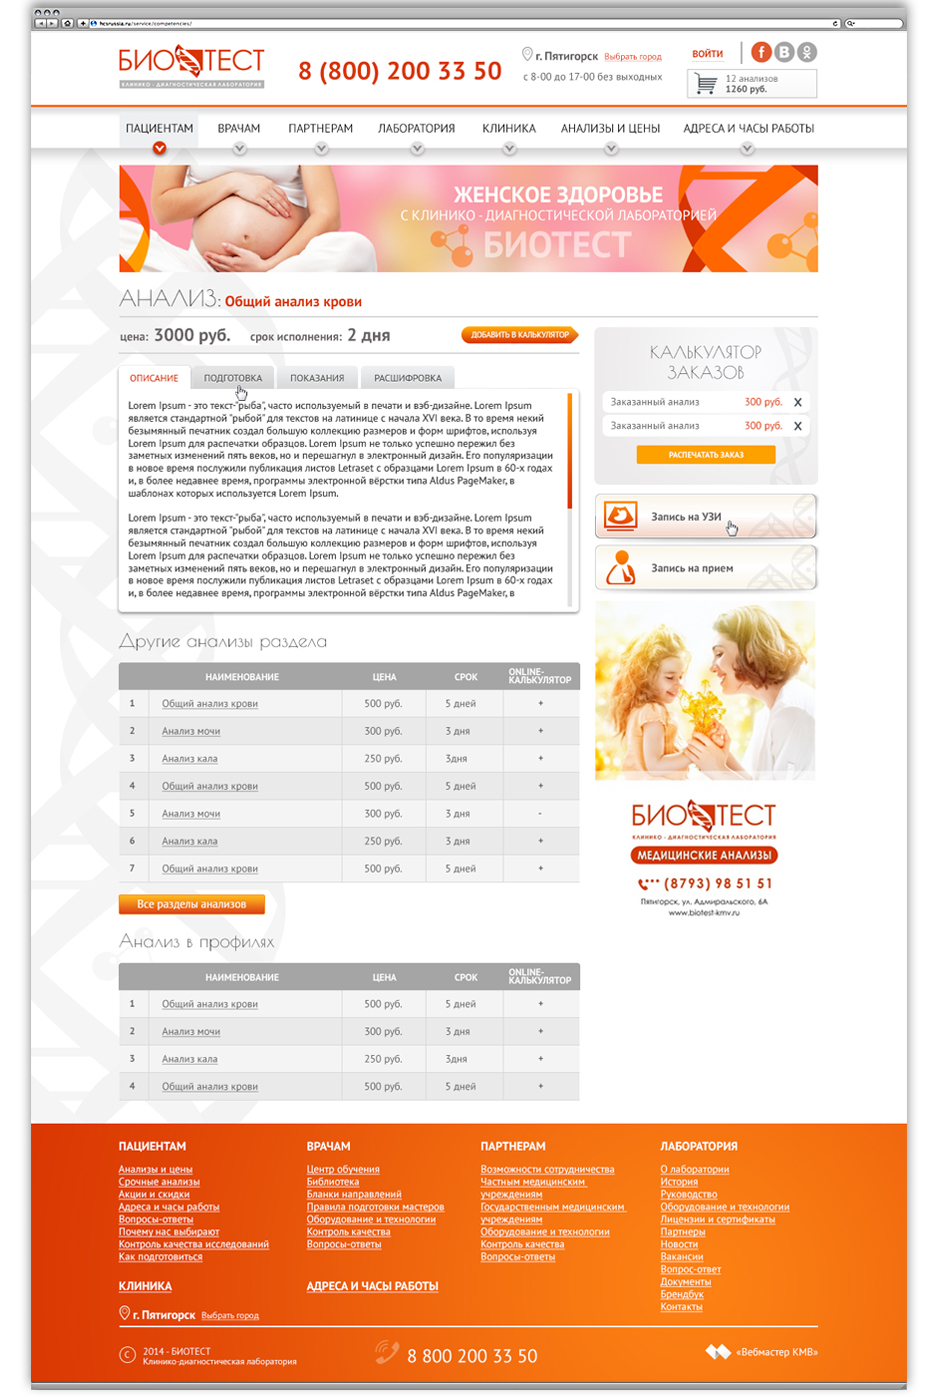 hcsrussia.ru/service/competencies/
БИОТЕСТ
КЛИНИКО - ДИАГНОСТИЧЕСКАЯ ЛАБОРАТОРИЯ
8 (800) 200 33 50
г. Пятигорск Выбрать город
с 8-00 до 17-00 без выходных
ВОЙТИ
f В
12 анализов
1260 руб.
ПАЦИЕНТАМ ВРАЧАМ ПАРТНЕРАМ ЛАБОРАТОРИЯ КЛИНИКА АНАЛИЗЫ И ЦЕНЫ АДРЕСА И ЧАСЫ РАБОТЫ
ЖЕНСКОЕ ЗДОРОВЬЕ
С КЛИНИКО - ДИАГНОСТИЧЕСКОЙ ЛАБОРАТОРИЕЙ
БИОТЕСТ
АНАЛИЗ: Общий анализ крови
цена: 3000 руб. срок исполнения: 2 дня
ДОБАВИТЬ В КАЛЬКУЛЯТОР
ОПИСАНИЕ ПОДГОТОВКА ПОКАЗАНИЯ РАСШИФРОВКА
Lorem Ipsum - это текст-"рыба", часто используемый в печати и вэб-дизайне. Lorem Ipsum
является стандартной "рыбой" для текстов на латинице с начала XVI века. В то время некий
безымянный печатник создал большую коллекцию размеров и форм шрифтов, используя
Lorem Ipsum для распечатки образцов. Lorem Ipsum не только успешно пережил без
заметных изменений пять веков, но и перешагнул в электронный дизайн. Его популяризации
в новое время послужили публикация листов Letraset с образцами Lorem Ipsum в 60-х годах
и, в более недавнее время, программы электронной вёрстки типа Aldus PageMaker, в
шаблонах которых используется Lorem Ipsum.
Lorem Ipsum - это текст-"рыба", часто используемый в печати и вэб-дизайне. Lorem Ipsum
является стандартной "рыбой" для текстов на латинице с начала XVI века. В то время некий
безымянный печатник создал большую коллекцию размеров и форм шрифтов, используя
Lorem Ipsum для распечатки образцов. Lorem Ipsum не только успешно пережил без
заметных изменений пять веков, но и перешагнул в электронный дизайн. Его популяризации
в новое время послужили публикация листов Letraset с образцами Lorem Ipsum в 60-х годах
и, в более недавнее время, программы электронной вёрстки типа Aldus PageMaker, в
КАЛЬКУЛЯТОР
ЗАКАЗОВ
Заказанный анализ 300 руб. X
Заказанный анализ 300 руб. X
РАСПЕЧАТАТЬ ЗАКАЗ
Запись на УЗИ
Запись на прием
БИОТЕСТ
КЛИНИКО - ДИАГНОСТИЧЕСКАЯ ЛАБОРАТОРИЯ
МЕДИЦИНСКИЕ АНАЛИЗЫ
(8793) 98 51 51
Пятигорск, ул. Адмиральского, 6А
www.biotest-kmv.ru
Другие анализы раздела
НАИМЕНОВАНИЕ ЦЕНА СРОК ONLINE-
КАЛЬКУЛЯТОР
1 Общий анализ крови 500 руб. 5 дней +
2 Анализ мочи 300 руб. 3 дня +
3 Анализ кала 250 руб. 3дня +
4 Общий анализ крови 500 руб. 5 дней +
5 Анализ мочи 300 руб. 3 дня -
6 Анализ кала 250 руб. 3 дня +
7 Общий анализ крови 500 руб. 5 дней +
Все разделы анализов
Анализ в профилях
НАИМЕНОВАНИЕ ЦЕНА СРОК ONLINE-
КАЛЬКУЛЯТОР
1 Общий анализ крови 500 руб. 5 дней +
2 Анализ мочи 300 руб. 3 дня +
3 Анализ кала 250 руб. 3дня +
4 Общий анализ крови 500 руб. 5 дней +
ПАЦИЕНТАМ
Анализы и цены
Срочные анализы
Акции и скидки
Адреса и часы работы
Вопросы-ответы
Почему нас выбирают
Контроль качества исследований
Как подготовиться
ВРАЧАМ
Центр обучения
Библиотека
Бланки направлений
Правила подготовки мастеров
Оборудование и технологии
Контроль качества
Вопросы-ответы
ПАРТНЕРАМ
Возможности сотрудничества
Частным медицинским
учреждениям
Государственным медицинским
учреждениям
Оборудование и технологии
Контроль качества
Вопросы-ответы
ЛАБОРАТОРИЯ
О лаборатории
История
Руководство
Оборудование и технологии
Лицензии и сертификаты
Партнеры
Новости
Вакансии
Вопрос-ответ
Документы
Брендбук
Контакты
КЛИНИКА
АДРЕСА И ЧАСЫ РАБОТЫ
г. Пятигорск Выбрать город
© 2014 - БИОТЕСТ
Клинико-диагностическая лаборатория
8 800 200 33 50
«Вебмастер КМВ»